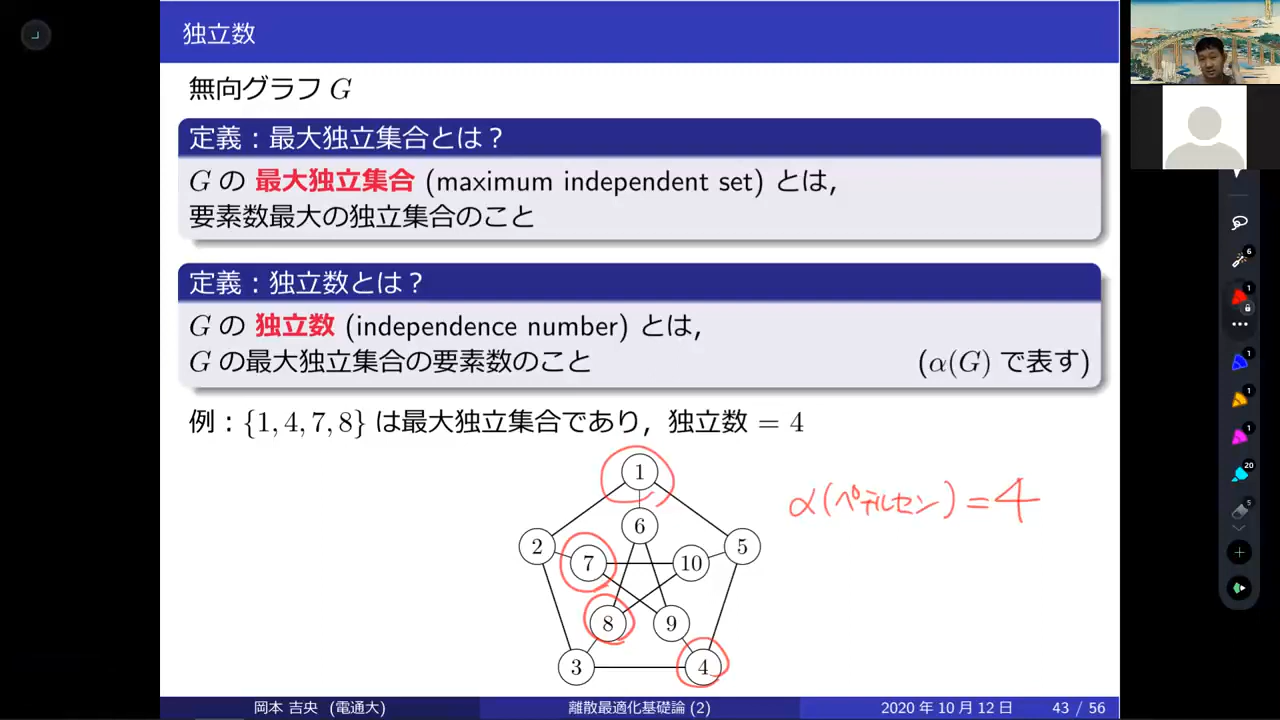 独立数
無向グラフ G
定義：最大独立集合とは？
G の 最大独立集合 (maximum independent set) とは，
要素数最大の独立集合のこと
定義：独立数とは？
G の 独立数 (independence number) とは，
G の最大独立集合の要素数のこと (α(G) で表す)
例：{1, 4, 7, 8} は最大独立集合であり，独立数 = 4
1
α(ペテルセン) = 4
6
2
7
10
5
8
9
3
4
岡本 吉央 (電通大) 離散最適化基礎論 (2) 2020 年 10 月 12 日 43 / 56
6
1
1
1
1
20
5